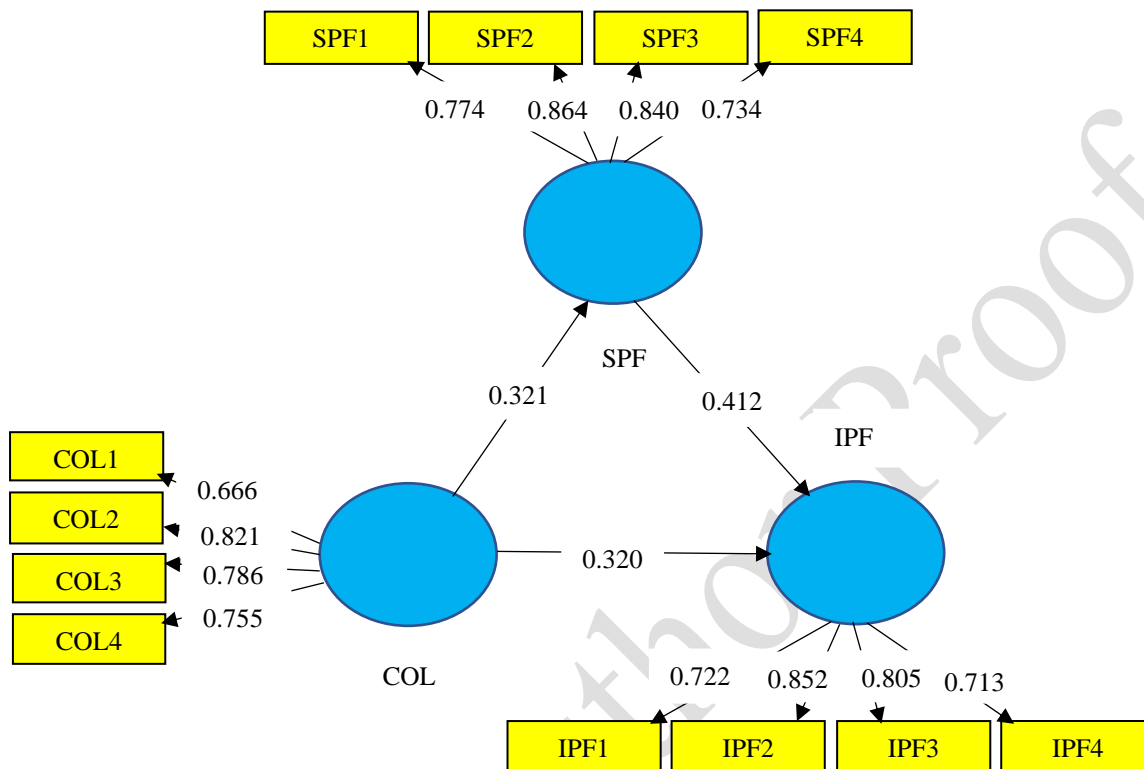 SPF1 SPF2 SPF3 SPF4
0.774 0.864 0.840 0.734
SPF
0.321 0.412
IPF
COL1
0.666
COL2
0.821
COL3
0.786
COL4
0.755
0.320
COL
0.722 0.852 0.805 0.713
IPF1 IPF2 IPF3 IPF4
Proof